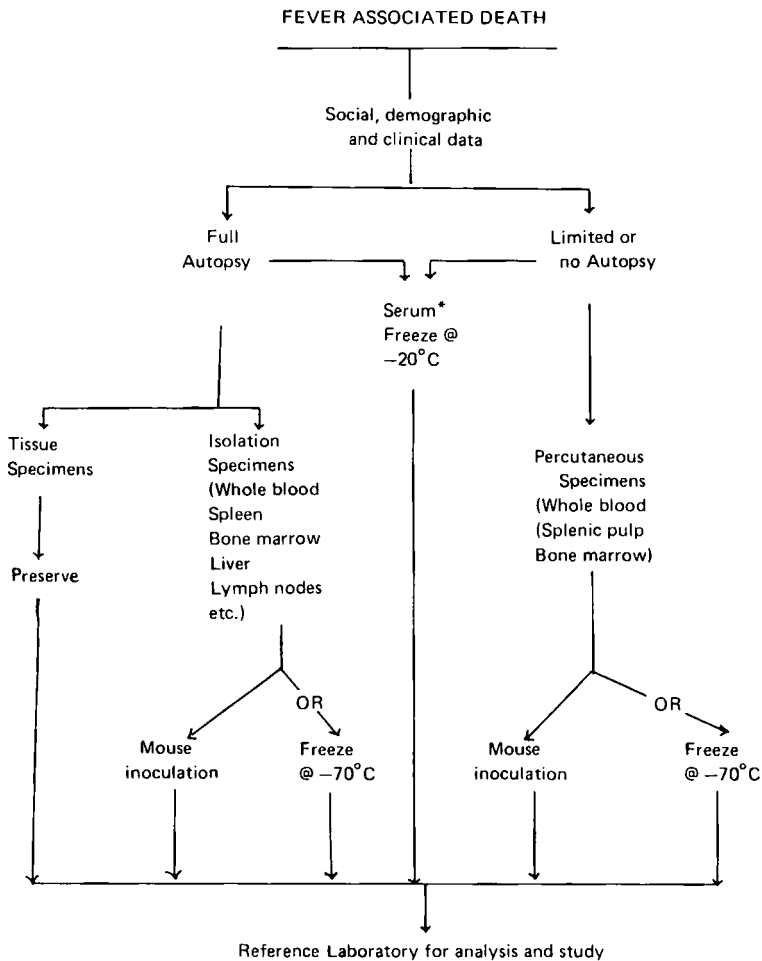 FEVER ASSOCIATED DEATH
Social, demographic
and clinical data
Full
Autopsy
Limited or
no Autopsy
Serum*
Freeze @
−20°C
Tissue
Specimens
Preserve
Isolation
Specimens
(Whole blood
Spleen
Bone marrow
Liver
Lymph nodes
etc.)
Percutaneous
Specimens
(Whole blood
(Splenic pulp
Bone marrow)
OR
Mouse
inoculation
Freeze
@ −70°C
OR
Mouse
inoculation
Freeze
@ −70°C
Reference Laboratory for analysis and study